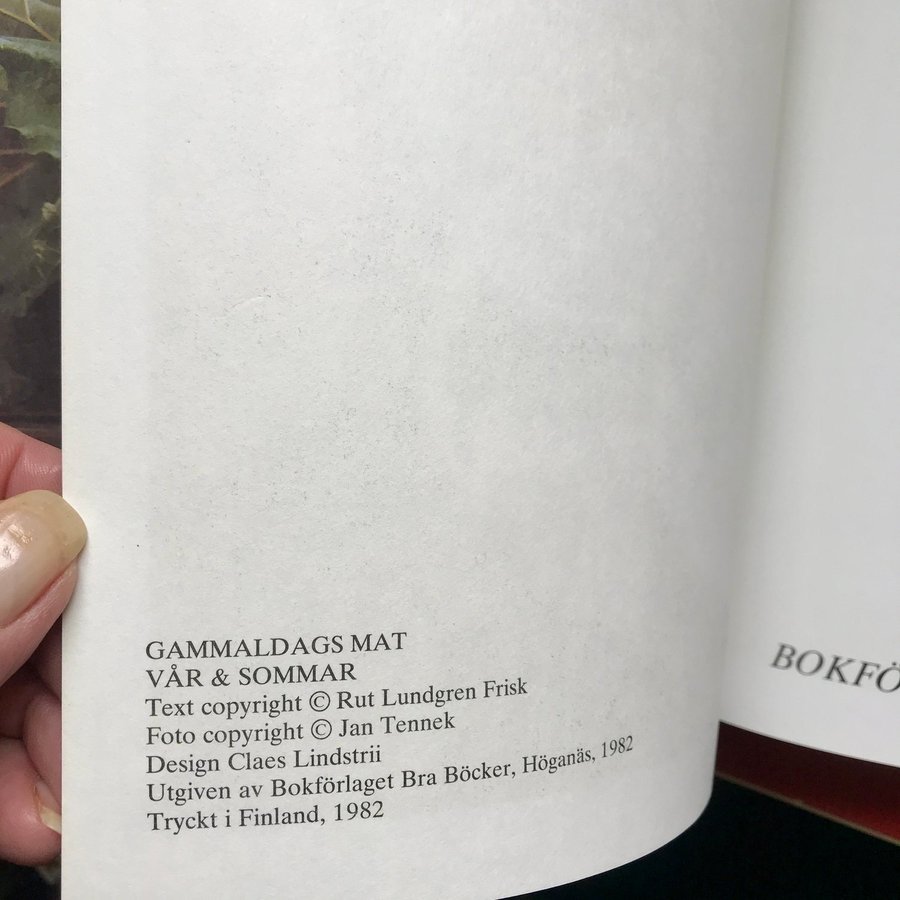 GAMMALDAGS MAT
VÅR & SOMMAR
Text copyright © Rut Lundgren Frisk
Foto copyright © Jan Tennek
Design Claes Lindstrii
Utgiven av Bokförlaget Bra Böcker, Höganäs, 1982
Tryckt i Finland, 1982
BOKFÖ